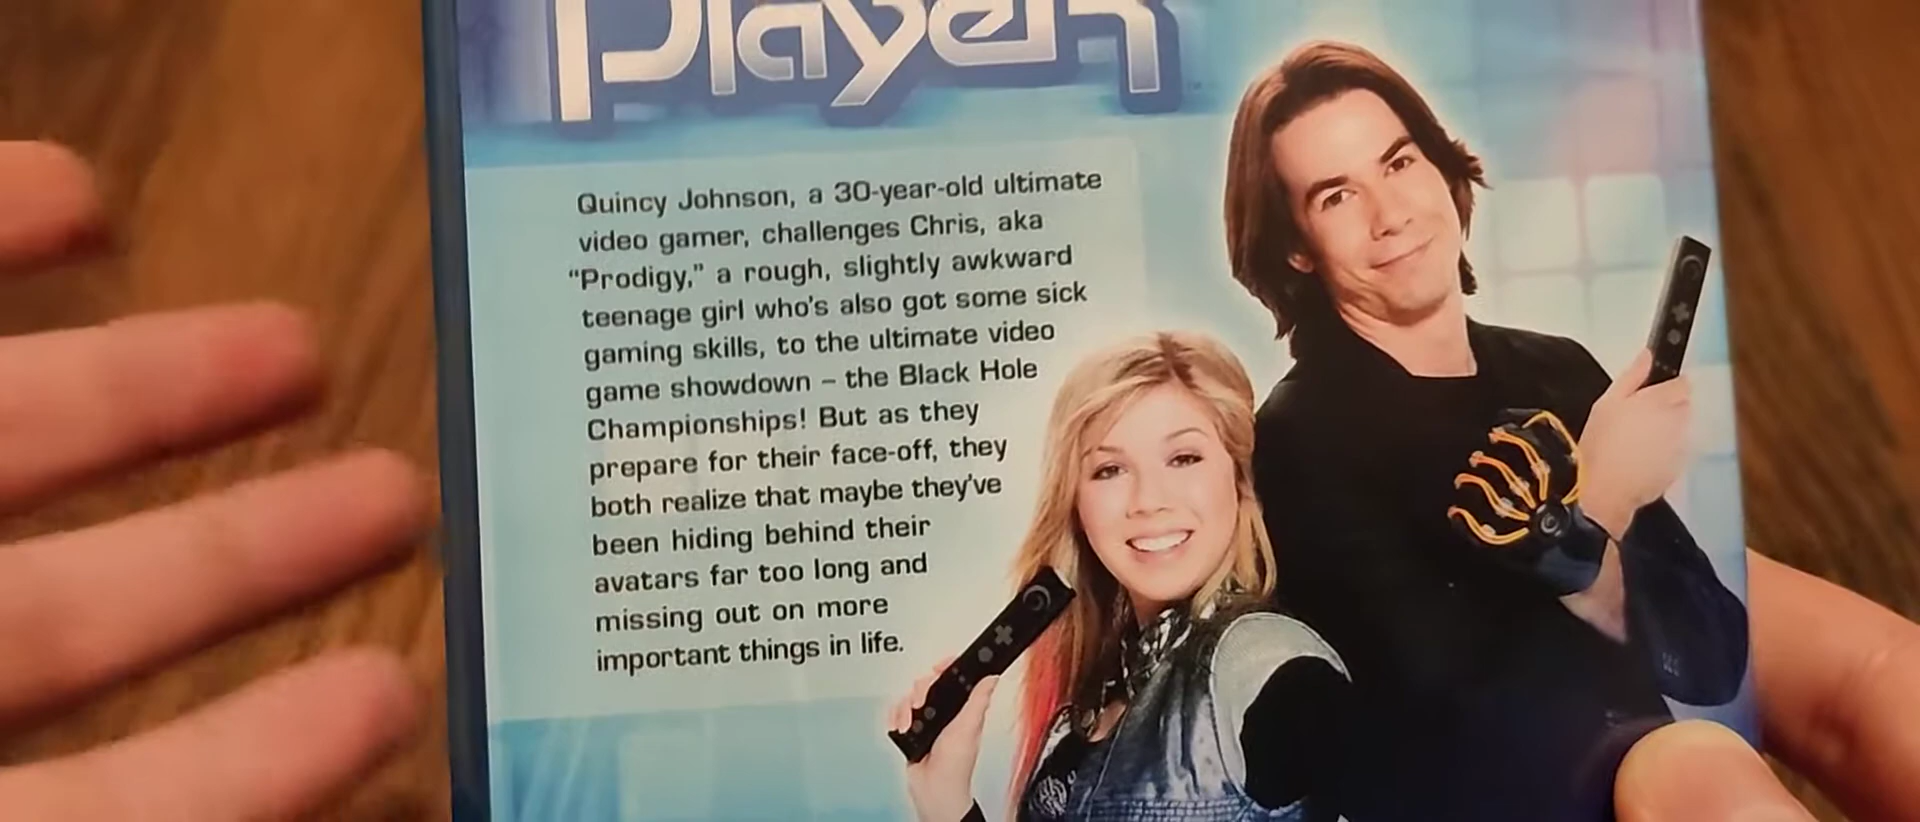 player
Quincy Johnson, a 30-year-old ultimate
video gamer, challenges Chris, aka
“Prodigy,” a rough, slightly awkward
teenage girl who’s also got some sick
gaming skills, to the ultimate video
game showdown – the Black Hole
Championships! But as they
prepare for their face-off, they
both realize that maybe they’ve
been hiding behind their
avatars far too long and
missing out on more
important things in life.